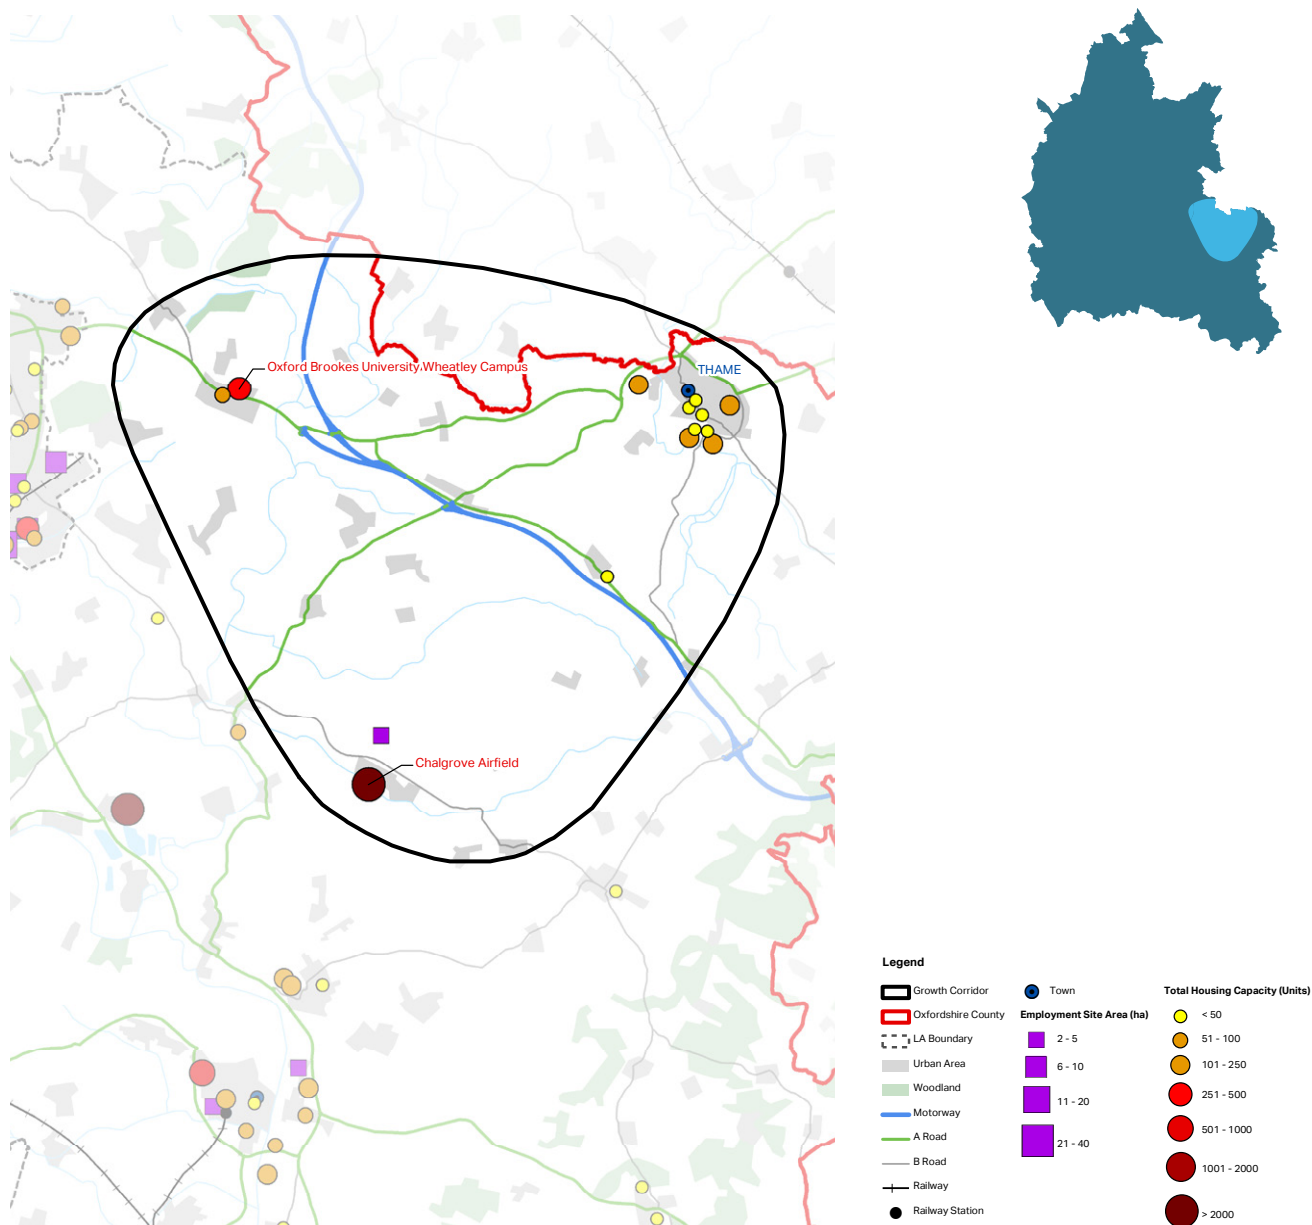 Oxford Brookes University Wheatley Campus
THAME
Chalgrove Airfield
Legend
Growth Corridor
Oxfordshire County
LA Boundary
Urban Area
Woodland
Motorway
A Road
B Road
Railway
Railway Station
Town
Employment Site Area (ha)
2 - 5
6 - 10
11 - 20
21 - 40
Total Housing Capacity (Units)
< 50
51 - 100
101 - 250
251 - 500
501 - 1000
1001 - 2000
> 2000